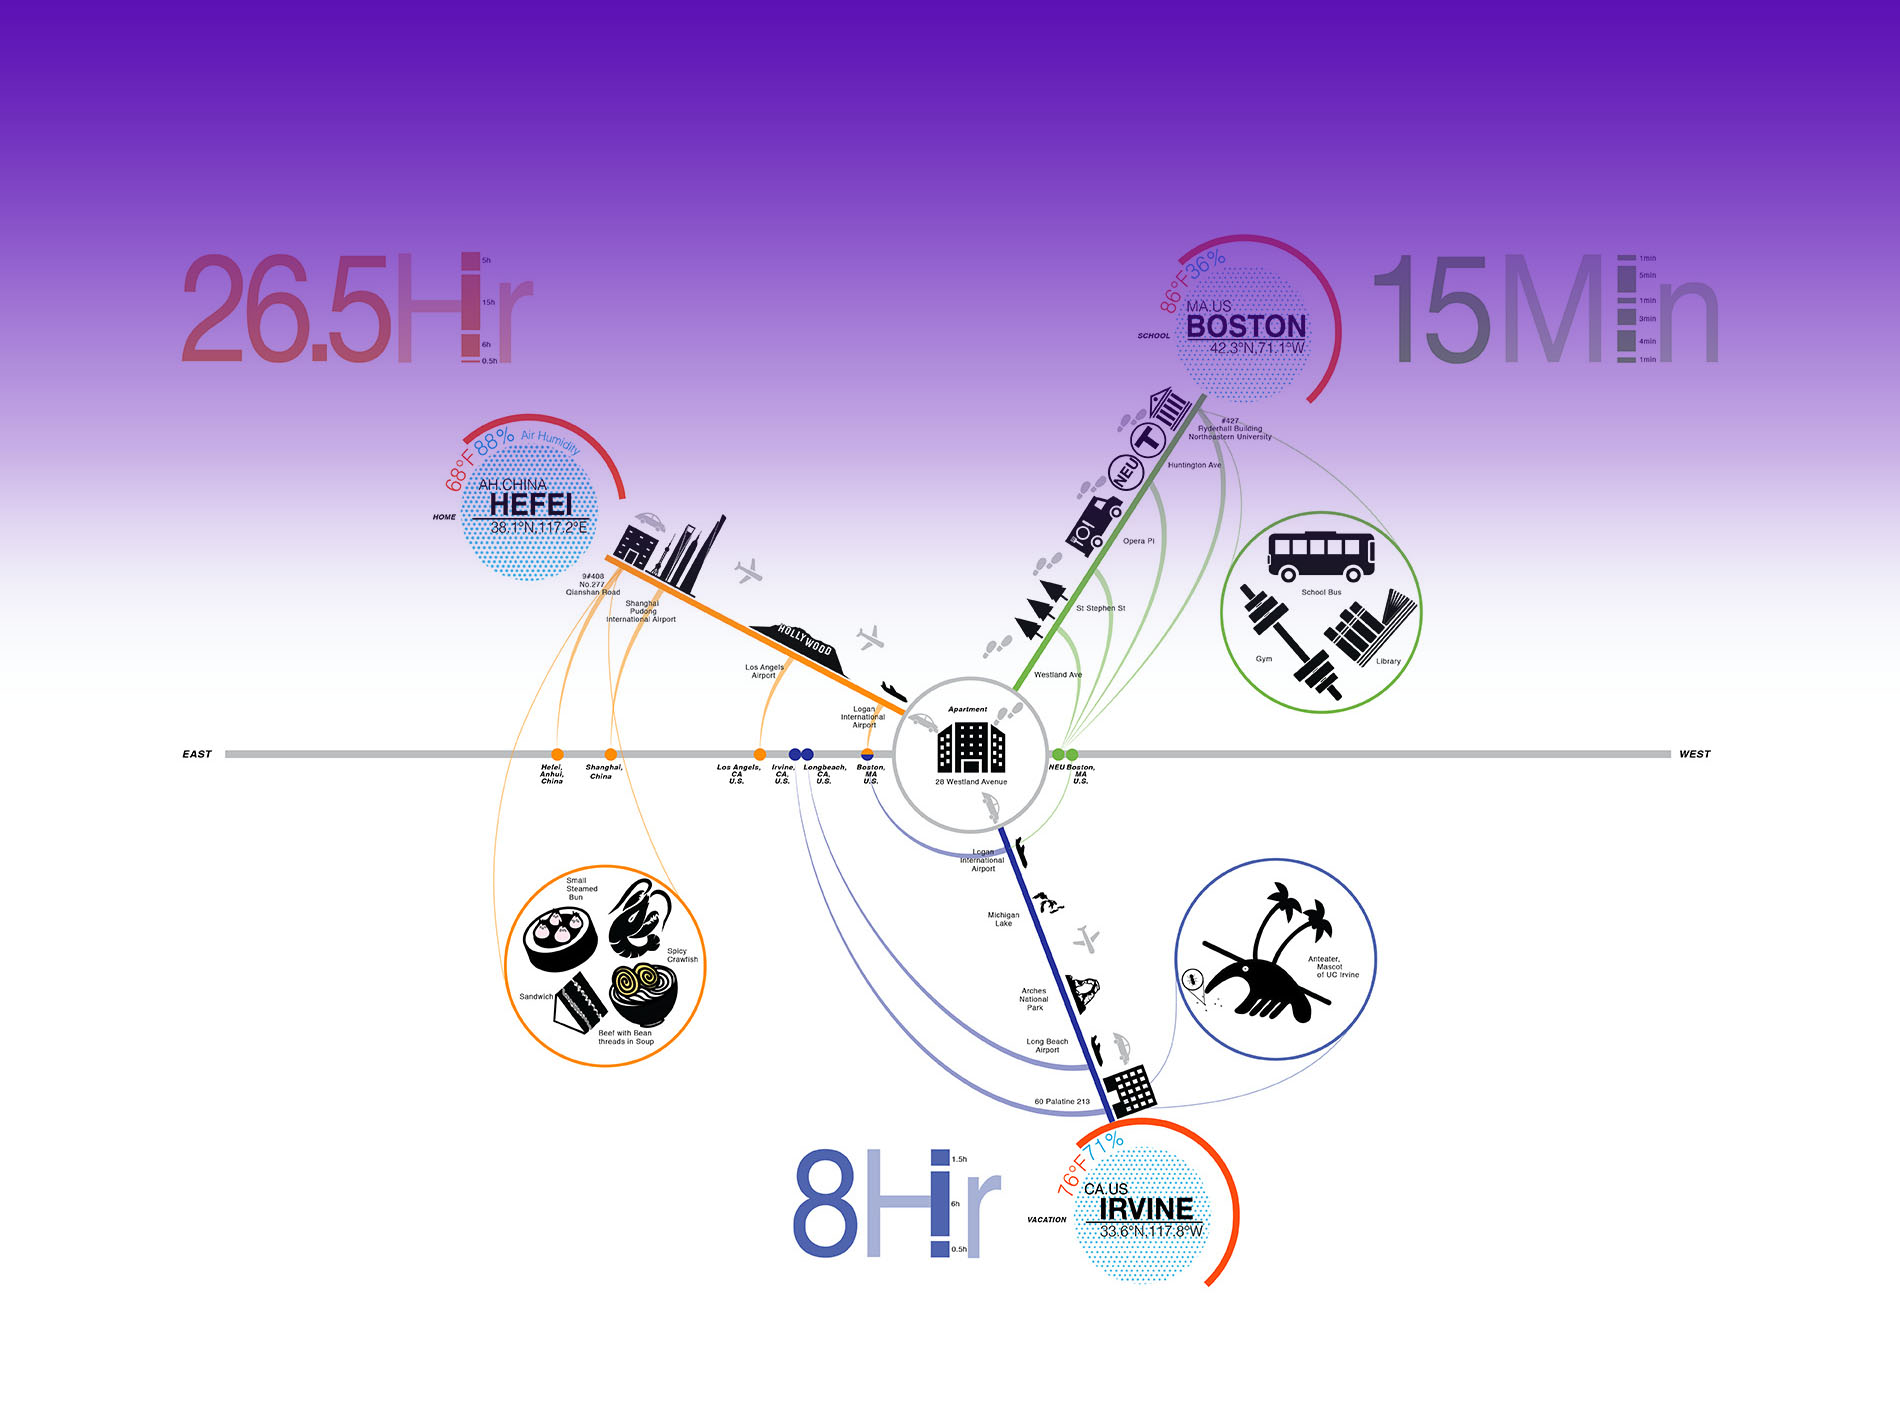 26.5Hr
5h
15h
6h
0.5h
86°F 36%
MA.US
BOSTON
42.3°N,71.1°W
SCHOOL
15Min
1min
5min
1min
3min
4min
1min
68°F 88% Air Humidity
AH.CHINA
HEFEI
38.1°N,117.2°E
HOME
9#408
No.277
Qianshan Road
Shanghai
Pudong
International Airport
HOLLYWOOD
Los Angels
Airport
Logan
International
Airport
#427
Ryderhall Building
Northeastern University
T
Huntington Ave
NEU
Opera Pl
St Stephen St
Westland Ave
School Bus
Gym
Library
Apartment
28 Westland Avenue
EAST
WEST
Hefei,
Anhui,
China
Shanghai,
China
Los Angels,
CA
U.S.
Irvine,
CA,
U.S.
Longbeach,
CA,
U.S.
Boston,
MA
U.S.
NEU
Boston,
MA
U.S.
Small
Steamed
Bun
Spicy
Crawfish
Sandwich
Beef with Bean
threads in Soup
Logan
International
Airport
Michigan
Lake
Arches
National
Park
Long Beach
Airport
60 Palatine 213
Anteater,
Mascot
of UC Irvine
8Hr
1.5h
6h
0.5h
76°F 71%
CA.US
IRVINE
33.6°N,117.8°W
VACATION